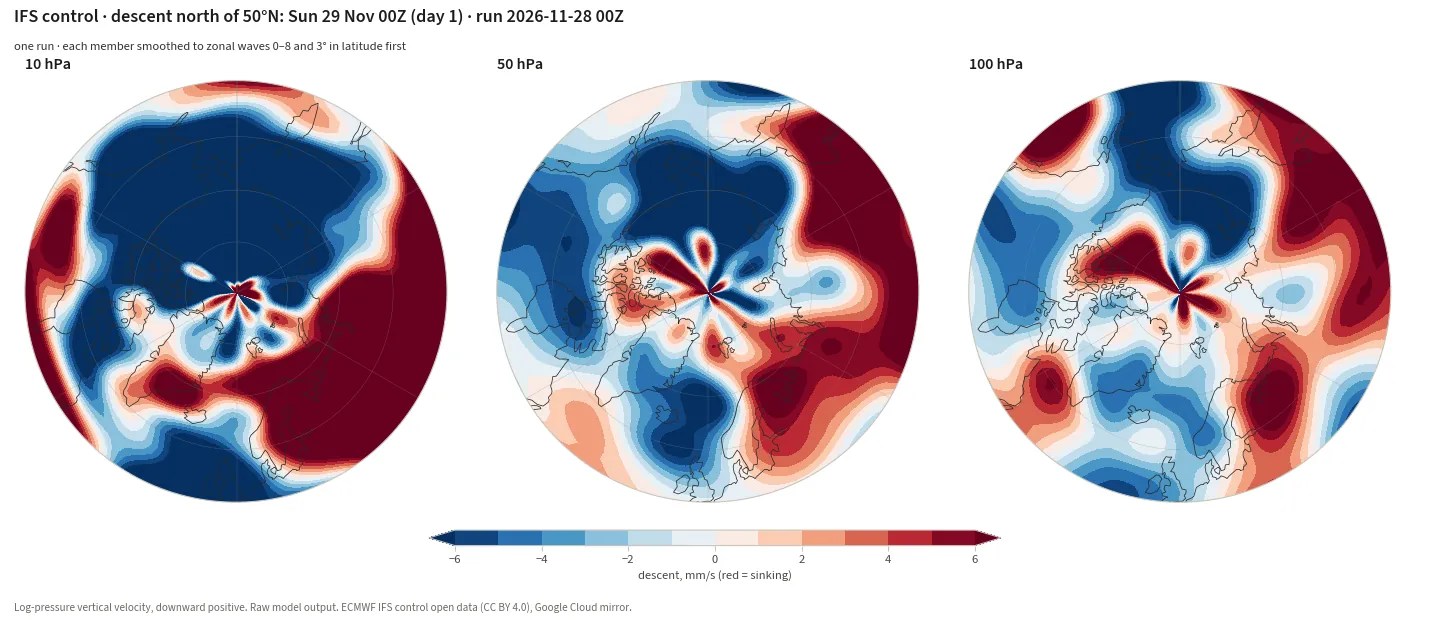 IFS control · descent north of 50°N: Sun 29 Nov 00Z (day 1) · run 2026-11-28 00Z
one run · each member smoothed to zonal waves 0–8 and 3° in latitude first
10 hPa
50 hPa
100 hPa
−6
−4
−2
0
2
4
6
descent, mm/s (red = sinking)
Log-pressure vertical velocity, downward positive. Raw model output. ECMWF IFS control open data (CC BY 4.0), Google Cloud mirror.